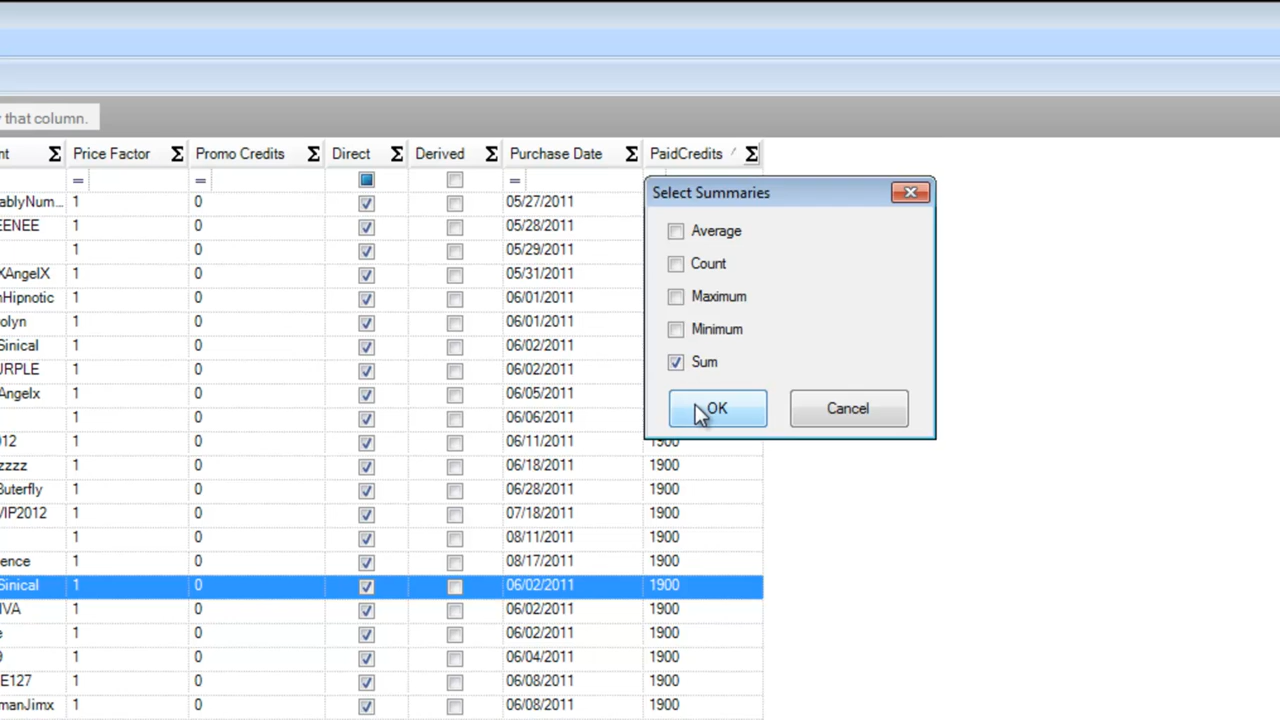 that column.
nt Σ Price Factor Σ Promo Credits Σ Direct Σ Derived Σ Purchase Date Σ PaidCredits Σ
= = =
ablyNum... 1 0 05/27/2011
EENEE 1 0 05/28/2011
1 0 05/29/2011
XAngelX 1 0 05/31/2011
nHipnotic 1 0 06/01/2011
olyn 1 0 06/01/2011
Sinical 1 0 06/02/2011
URPLE 1 0 06/02/2011
Angelx 1 0 06/05/2011
1 0 06/06/2011
012 1 0 06/11/2011 1900
zzzz 1 0 06/18/2011 1900
Buterfly 1 0 06/28/2011 1900
VIP2012 1 0 07/18/2011 1900
1 0 08/11/2011 1900
ence 1 0 08/17/2011 1900
Sinical 1 0 06/02/2011 1900
IVA 1 0 06/02/2011 1900
e 1 0 06/02/2011 1900
9 1 0 06/04/2011 1900
E127 1 0 06/08/2011 1900
manJimx 1 0 06/08/2011 1900
Select Summaries
Average
Count
Maximum
Minimum
Sum
OK Cancel